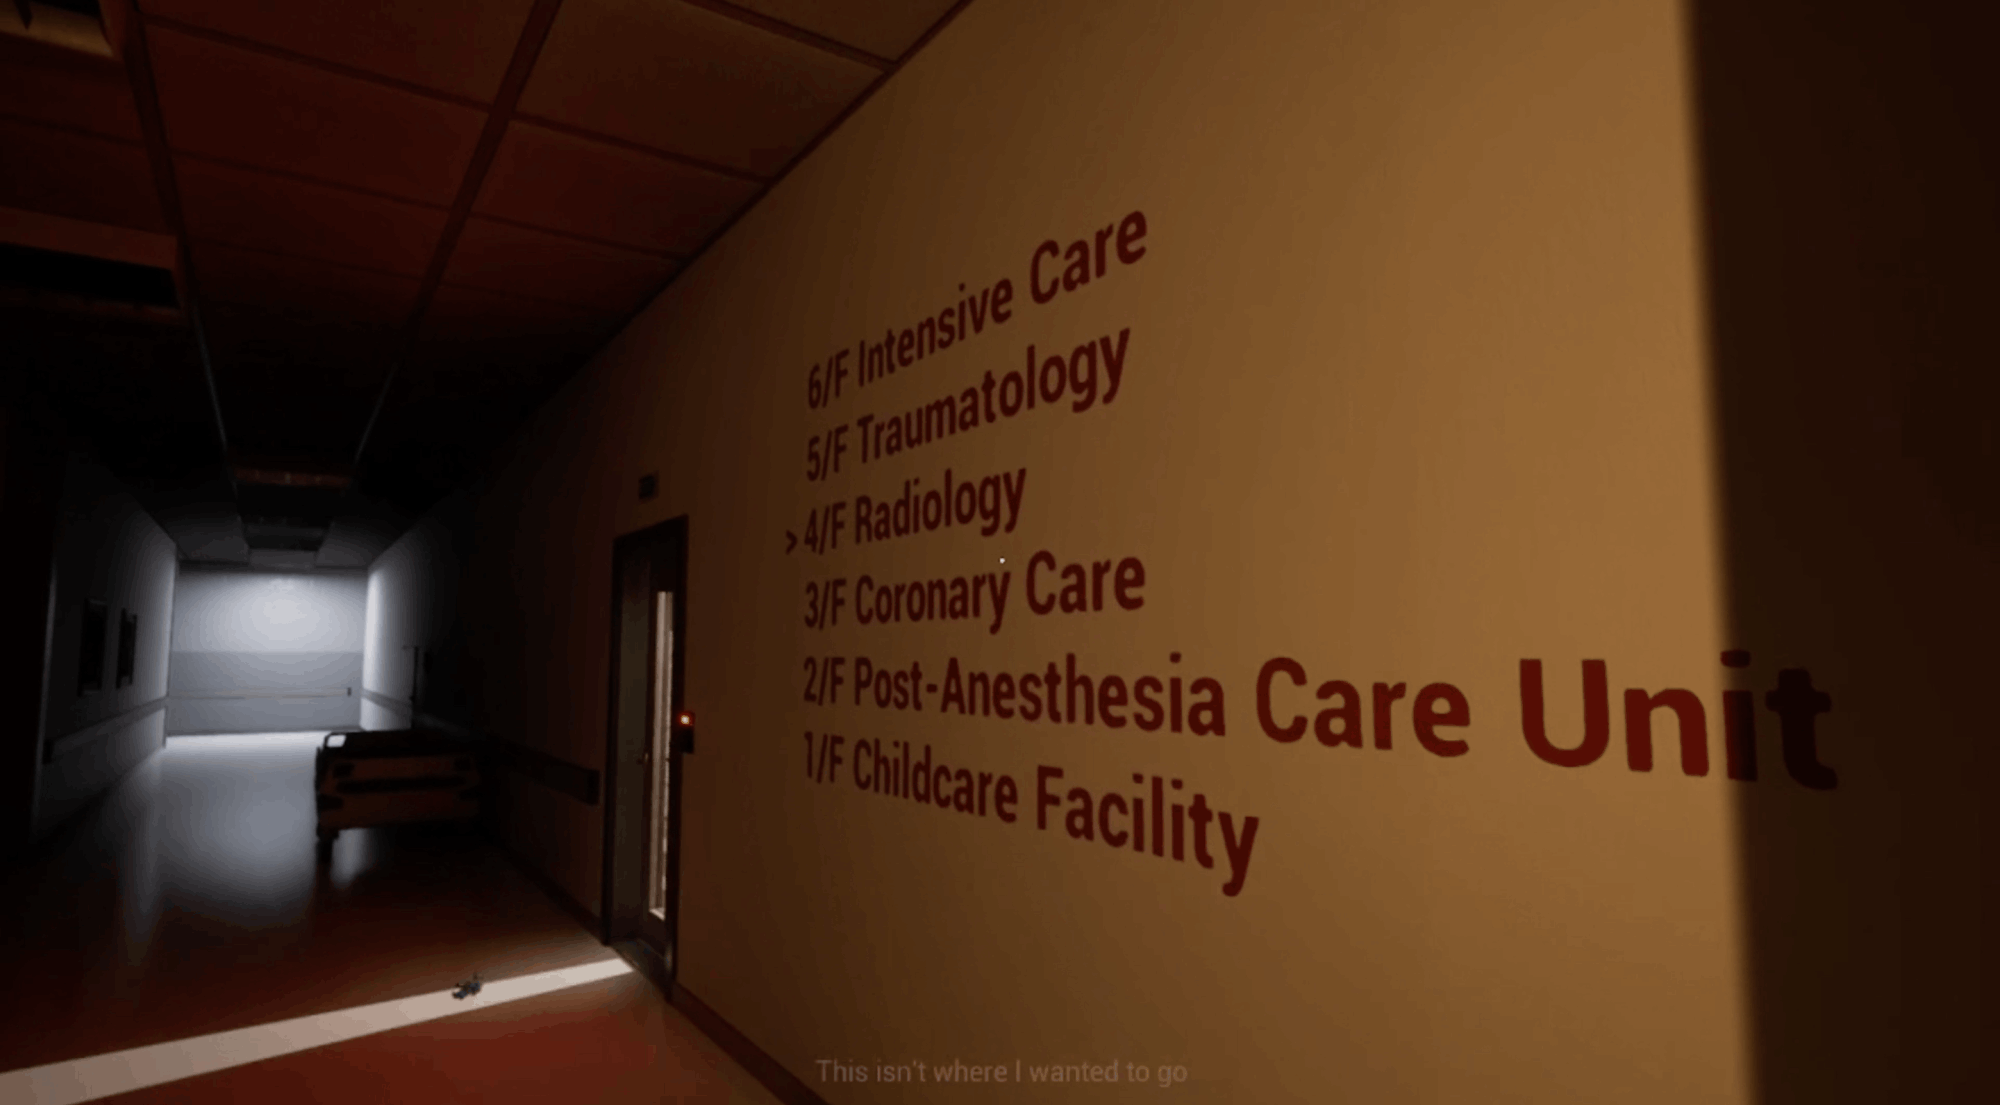 6/F Intensive Care
5/F Traumatology
> 4/F Radiology
3/F Coronary Care
2/F Post-Anesthesia Care Unit
1/F Childcare Facility
This isn't where I wanted to go